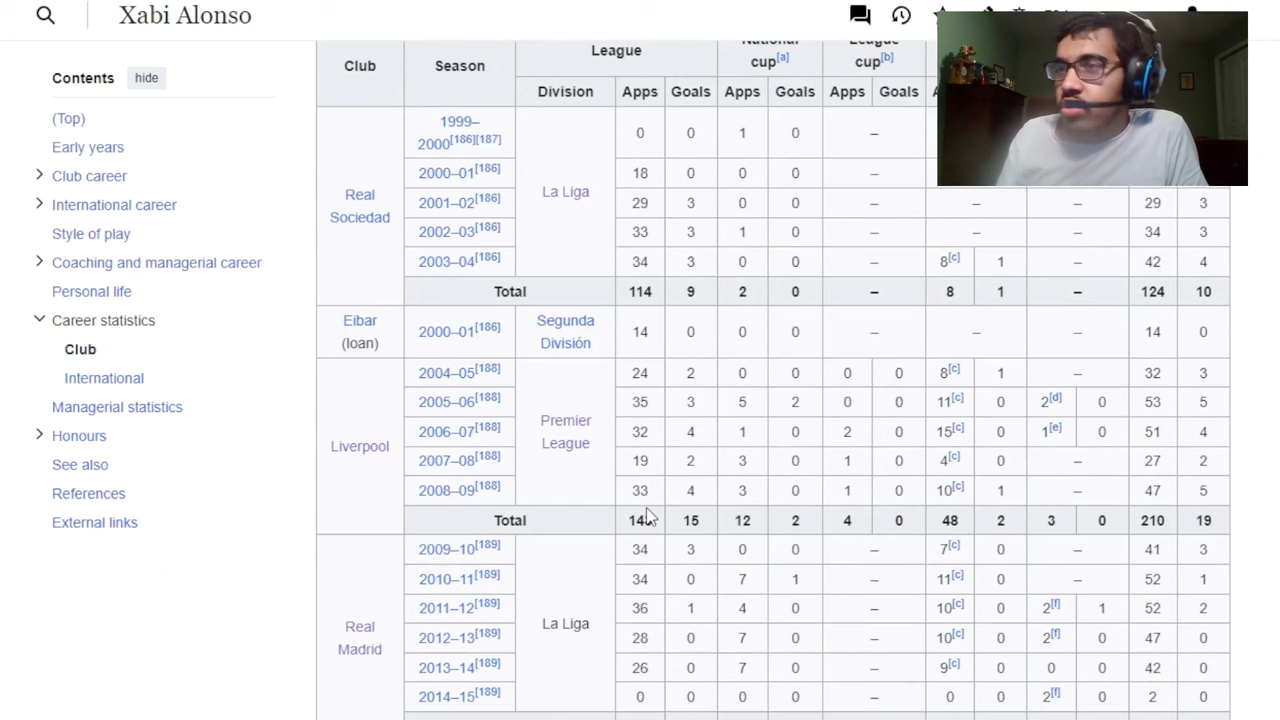 Xabi Alonso
Contents hide
(Top)
Early years
Club career
International career
Style of play
Coaching and managerial career
Personal life
Career statistics
Club
International
Managerial statistics
Honours
See also
References
External links
Club Season League National cup[a] League cup[b]
Division Apps Goals Apps Goals Apps Goals
Real Sociedad La Liga
1999–2000[186][187] 0 0 1 0 –
2000–01[186] 18 0 0 0 –
2001–02[186] 29 3 0 0 – – – 29 3
2002–03[186] 33 3 1 0 – – – 34 3
2003–04[186] 34 3 0 0 – 8[c] 1 – 42 4
Total 114 9 2 0 – 8 1 – 124 10
Eibar (loan) 2000–01[186] Segunda División 14 0 0 0 – – – 14 0
Liverpool Premier League
2004–05[188] 24 2 0 0 0 0 8[c] 1 – 32 3
2005–06[188] 35 3 5 2 0 0 11[c] 0 2[d] 0 53 5
2006–07[188] 32 4 1 0 2 0 15[c] 0 1[e] 0 51 4
2007–08[188] 19 2 3 0 1 0 4[c] 0 – 27 2
2008–09[188] 33 4 3 0 1 0 10[c] 1 – 47 5
Total 15 12 2 4 0 48 2 3 0 210 19
Real Madrid La Liga
2009–10[189] 34 3 0 0 – 7[c] 0 – 41 3
2010–11[189] 34 0 7 1 – 11[c] 0 – 52 1
2011–12[189] 36 1 4 0 – 10[c] 0 2[f] 1 52 2
2012–13[189] 28 0 7 0 – 10[c] 0 2[f] 0 47 0
2013–14[189] 26 0 7 0 – 9[c] 0 0 0 42 0
2014–15[189] 0 0 0 0 – 0 0 2[f] 0 2 0